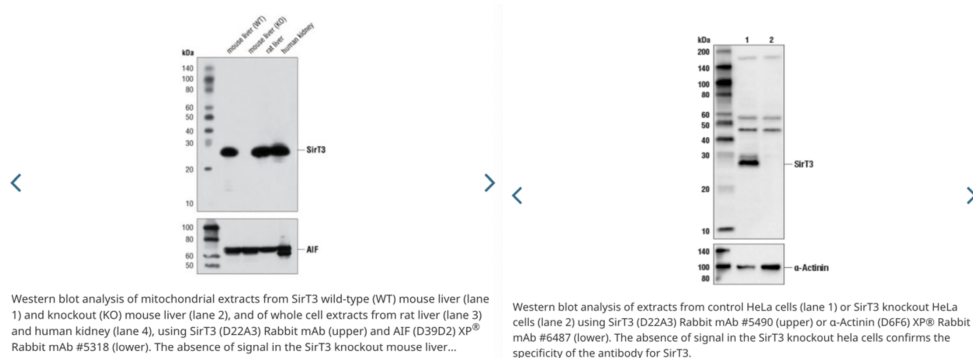 mouse liver (WT)
mouse liver (KO)
rat liver
human kidney
kDa
140
100
80
60
50
40
30
20
10
SirT3
100
80
60
50
AIF
Western blot analysis of mitochondrial extracts from SirT3 wild-type (WT) mouse liver (lane
1) and knockout (KO) mouse liver (lane 2), and of whole cell extracts from rat liver (lane 3)
and human kidney (lane 4), using SirT3 (D22A3) Rabbit mAb (upper) and AIF (D39D2) XP®
Rabbit mAb #5318 (lower). The absence of signal in the SirT3 knockout mouse liver...
kDa
1 2
200
140
100
80
60
50
40
30
20
10
SirT3
140
100
80
α-Actinin
Western blot analysis of extracts from control HeLa cells (lane 1) or SirT3 knockout HeLa
cells (lane 2) using SirT3 (D22A3) Rabbit mAb #5490 (upper) or α-Actinin (D6F6) XP® Rabbit
mAb #6487 (lower). The absence of signal in the SirT3 knockout hela cells confirms the
specificity of the antibody for SirT3.